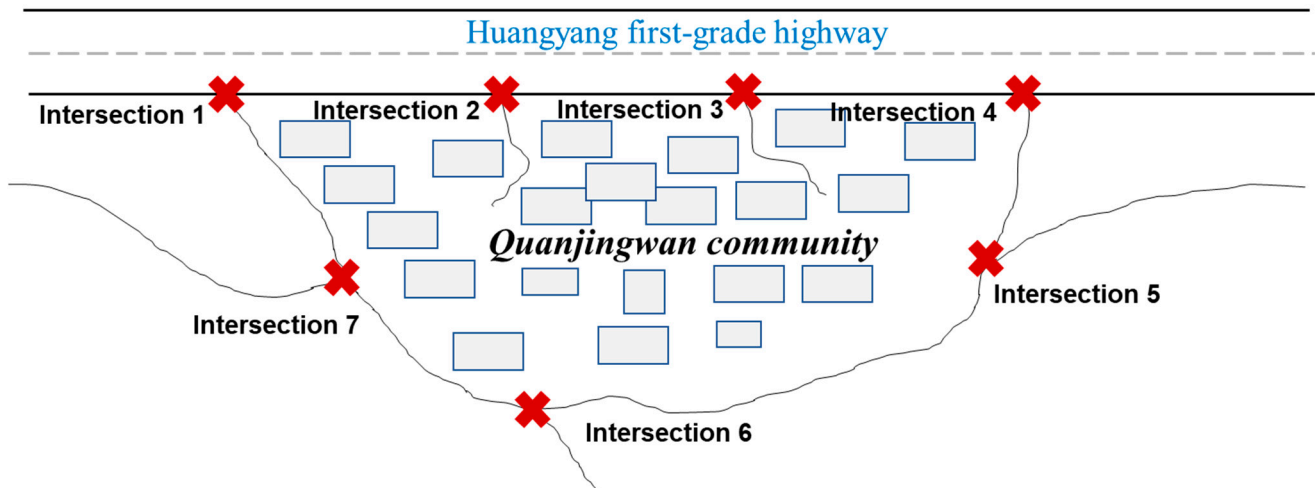 Huangyang first-grade highway
Intersection 1
Intersection 2
Intersection 3
Intersection 4
Quanjingwan community
Intersection 5
Intersection 7
Intersection 6